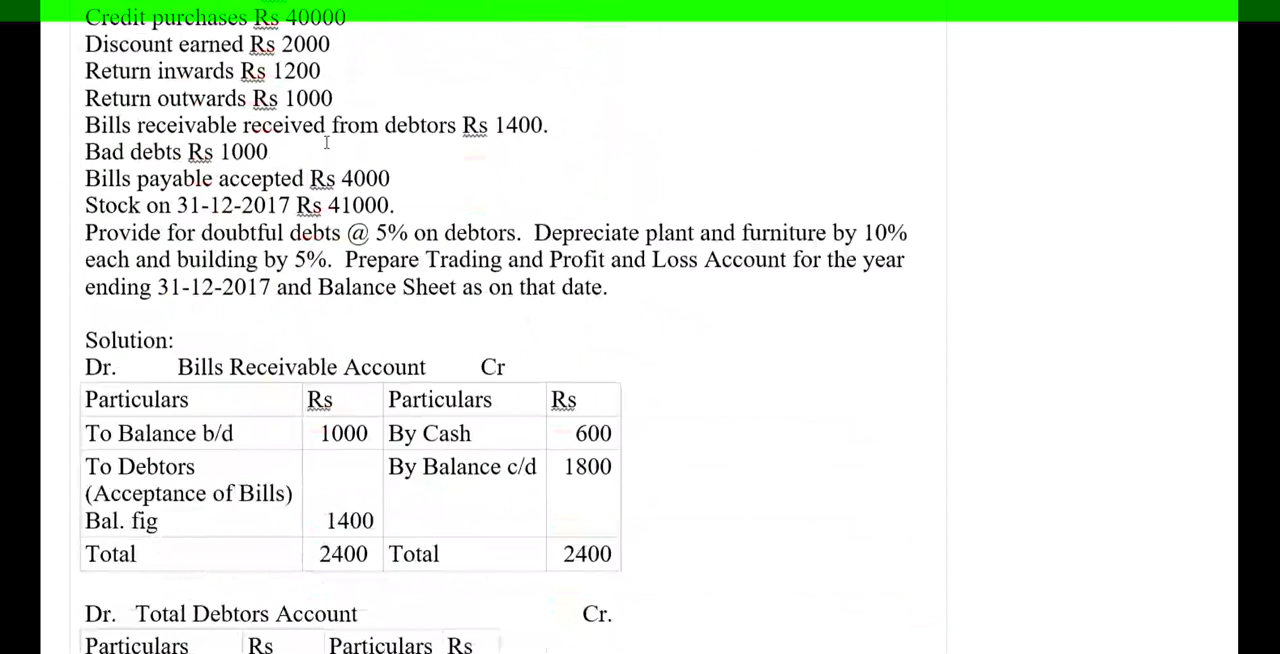 Credit purchases Rs 40000
Discount earned Rs 2000
Return inwards Rs 1200
Return outwards Rs 1000
Bills receivable received from debtors Rs 1400.
Bad debts Rs 1000
Bills payable accepted Rs 4000
Stock on 31-12-2017 Rs 41000.
Provide for doubtful debts @ 5% on debtors. Depreciate plant and furniture by 10%
each and building by 5%. Prepare Trading and Profit and Loss Account for the year
ending 31-12-2017 and Balance Sheet as on that date.
Solution:
Dr. Bills Receivable Account Cr
Particulars Rs Particulars Rs
To Balance b/d 1000 By Cash 600
To Debtors By Balance c/d 1800
(Acceptance of Bills)
Bal. fig 1400
Total 2400 Total 2400
Dr. Total Debtors Account Cr.
Particulars Rs Particulars Rs